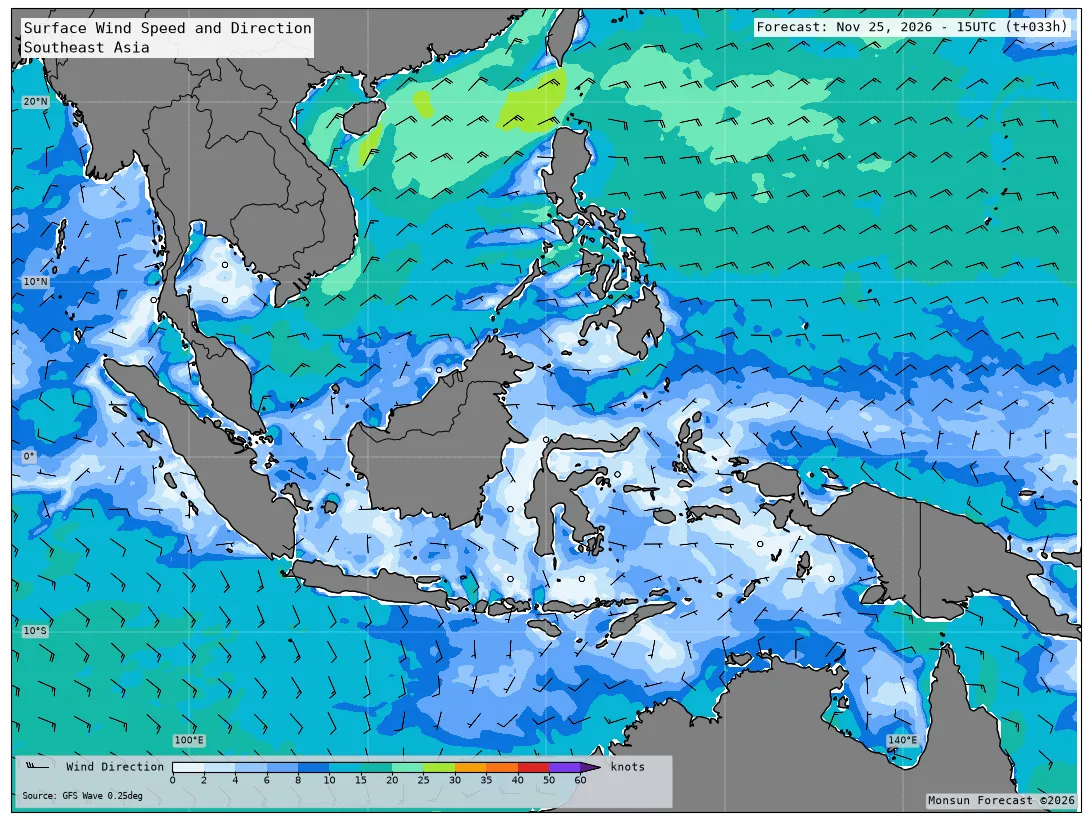 Surface Wind Speed and Direction
Southeast Asia
Forecast: Nov 25, 2026 - 15UTC (t+033h)
20°N
10°N
0°
10°S
100°E
140°E
Wind Direction
0 2 4 6 8 10 15 20 25 30 35 40 50 60
knots
Source: GFS Wave 0.25deg
Monsun Forecast ©2026